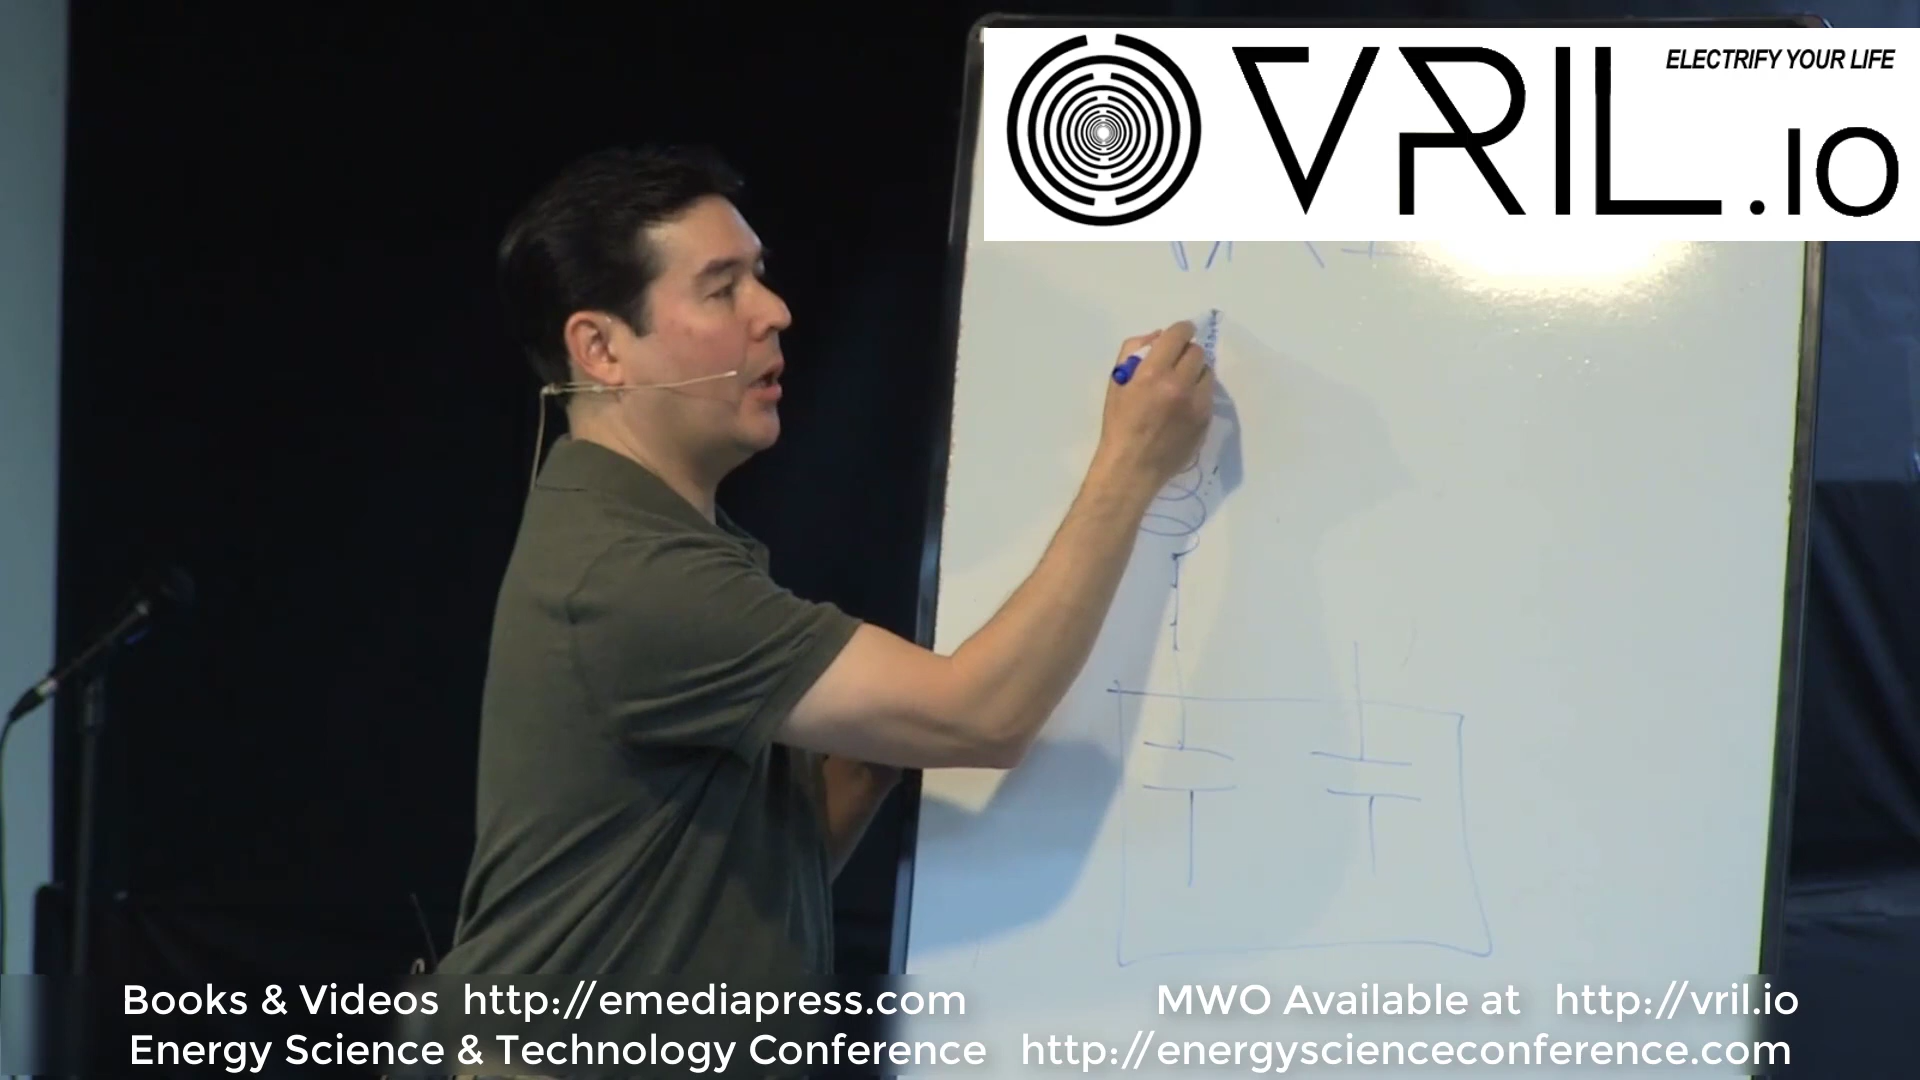 ELECTRIFY YOUR LIFE
VRIL.IO
Books & Videos http://emediapress.com
MWO Available at http://vril.io
Energy Science & Technology Conference http://energyscienceconference.com